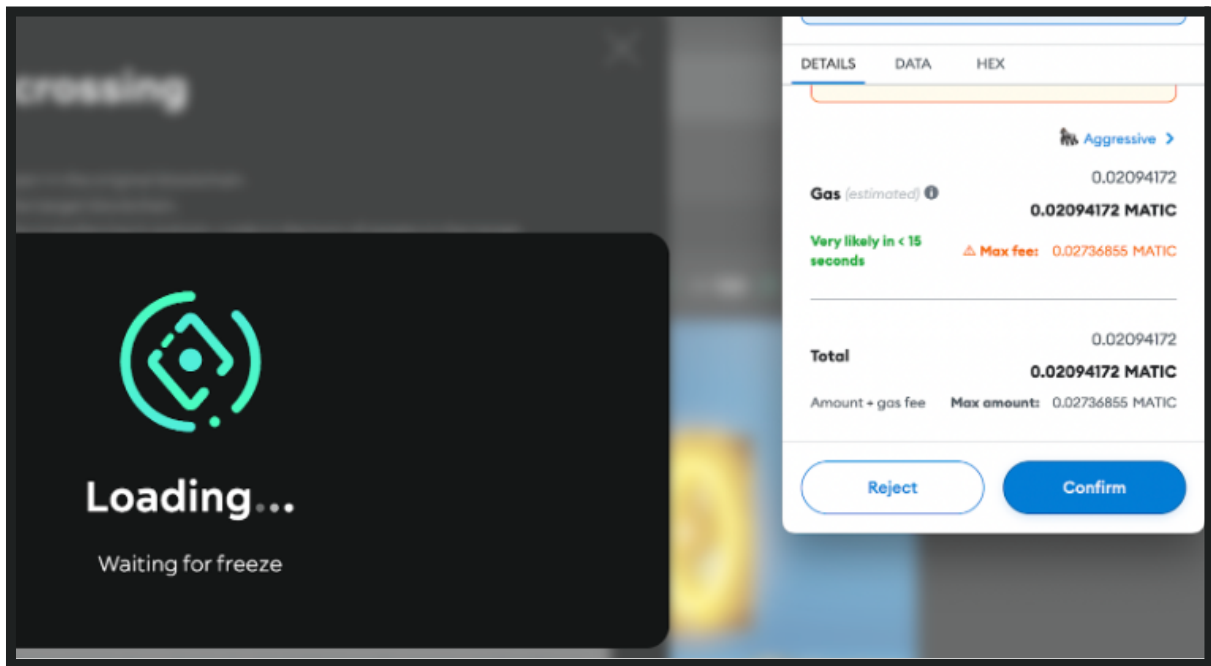 crossing
Loading...
Waiting for freeze
DETAILS DATA HEX
Aggressive >
0.02094172
Gas (estimated)
0.02094172 MATIC
Very likely in < 15
seconds
Max fee: 0.02736855 MATIC
0.02094172
Total
0.02094172 MATIC
Amount + gas fee Max amount: 0.02736855 MATIC
Reject Confirm